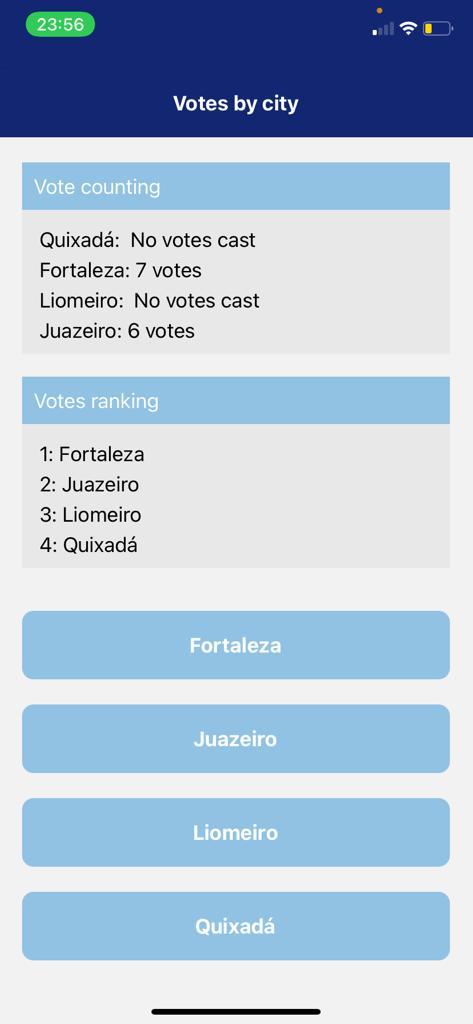 23:56
Votes by city
Vote counting
Quixadá:  No votes cast
Fortaleza: 7 votes
Liomeiro:  No votes cast
Juazeiro: 6 votes
Votes ranking
1: Fortaleza
2: Juazeiro
3: Liomeiro
4: Quixadá
Fortaleza
Juazeiro
Liomeiro
Quixadá